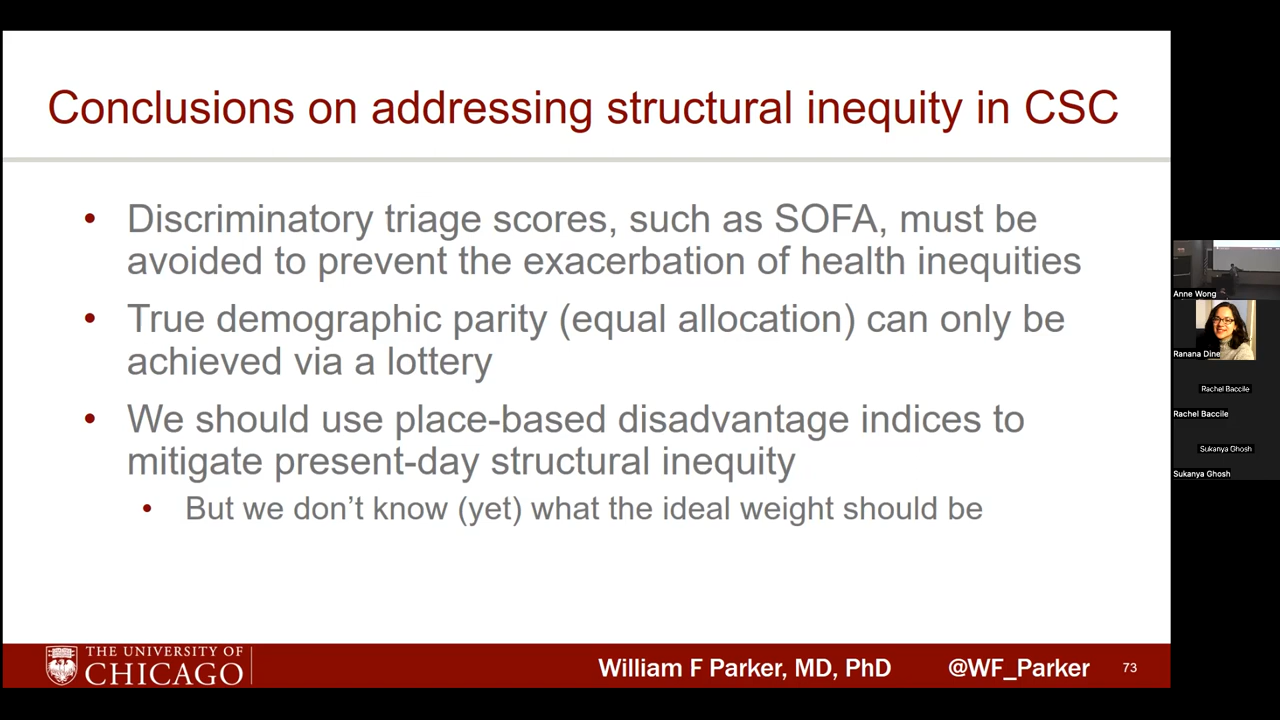 Conclusions on addressing structural inequity in CSC
• Discriminatory triage scores, such as SOFA, must be
avoided to prevent the exacerbation of health inequities
• True demographic parity (equal allocation) can only be
achieved via a lottery
• We should use place-based disadvantage indices to
mitigate present-day structural inequity
• But we don't know (yet) what the ideal weight should be
THE UNIVERSITY OF
CHICAGO
William F Parker, MD, PhD
@WF_Parker
73
Anne Wong
Ranana Dine
Rachel Baccile
Rachel Baccile
Sukanya Ghosh
Sukanya Ghosh